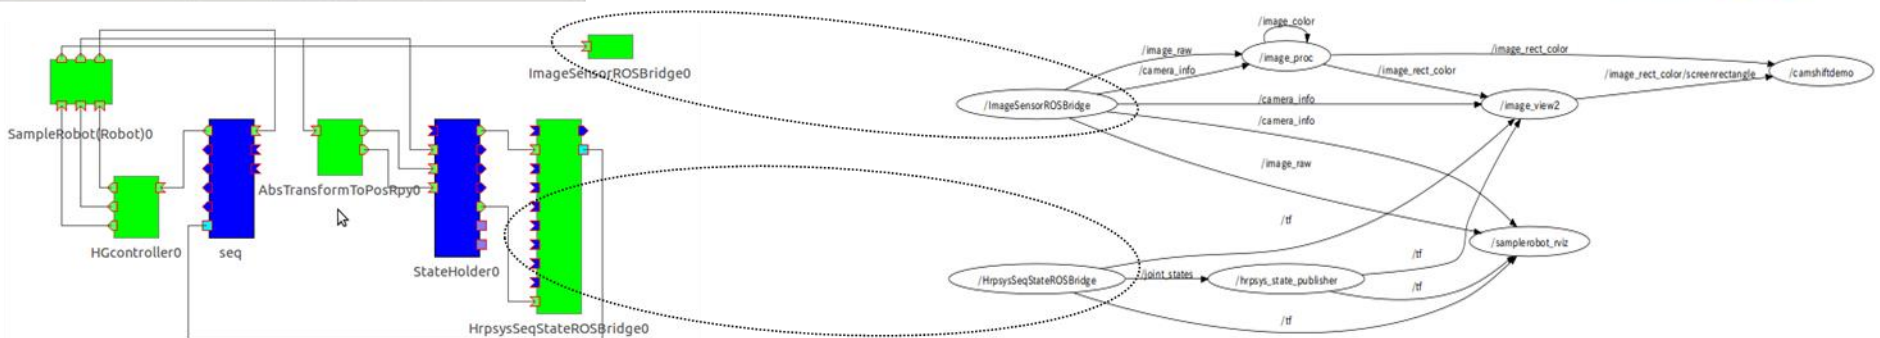 ImageSensorROSBridge0
SampleRobot(Robot)0
AbsTransformToPosRpy0
HGcontroller0
seq
StateHolder0
HrpsysSeqStateROSBridge0
/image_color
/image_raw
/image_proc
/camera_info
/image_rect_color
/image_rect_color
/image_rect_color/screenrectangle
/camshiftdemo
/ImageSensorROSBridge
/camera_info
/image_view2
/camera_info
/image_raw
/tf
/samplerobot_rviz
/tf
/HrpsysSeqStateROSBridge
/joint_states
/hrpsys_state_publisher
/tf
/tf